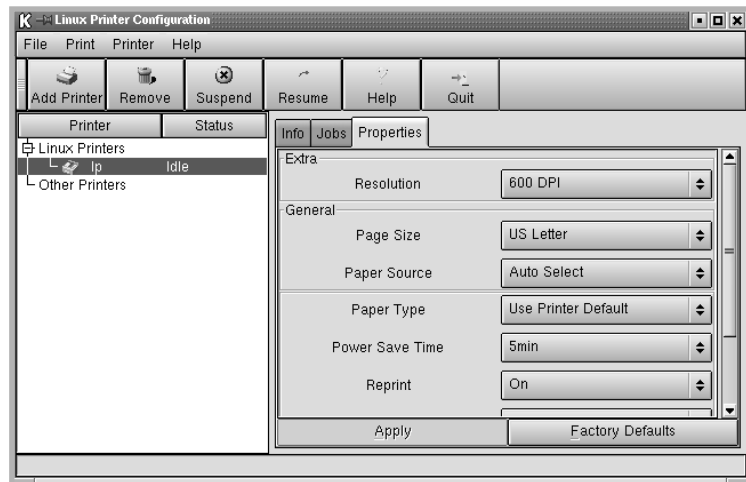 Linux Printer Configuration
File Print Printer Help
Add Printer Remove Suspend Resume Help Quit
Printer Status
Linux Printers
lp Idle
Other Printers
Info Jobs Properties
Extra
Resolution 600 DPI
General
Page Size US Letter
Paper Source Auto Select
Paper Type Use Printer Default
Power Save Time 5min
Reprint On
Apply Factory Defaults